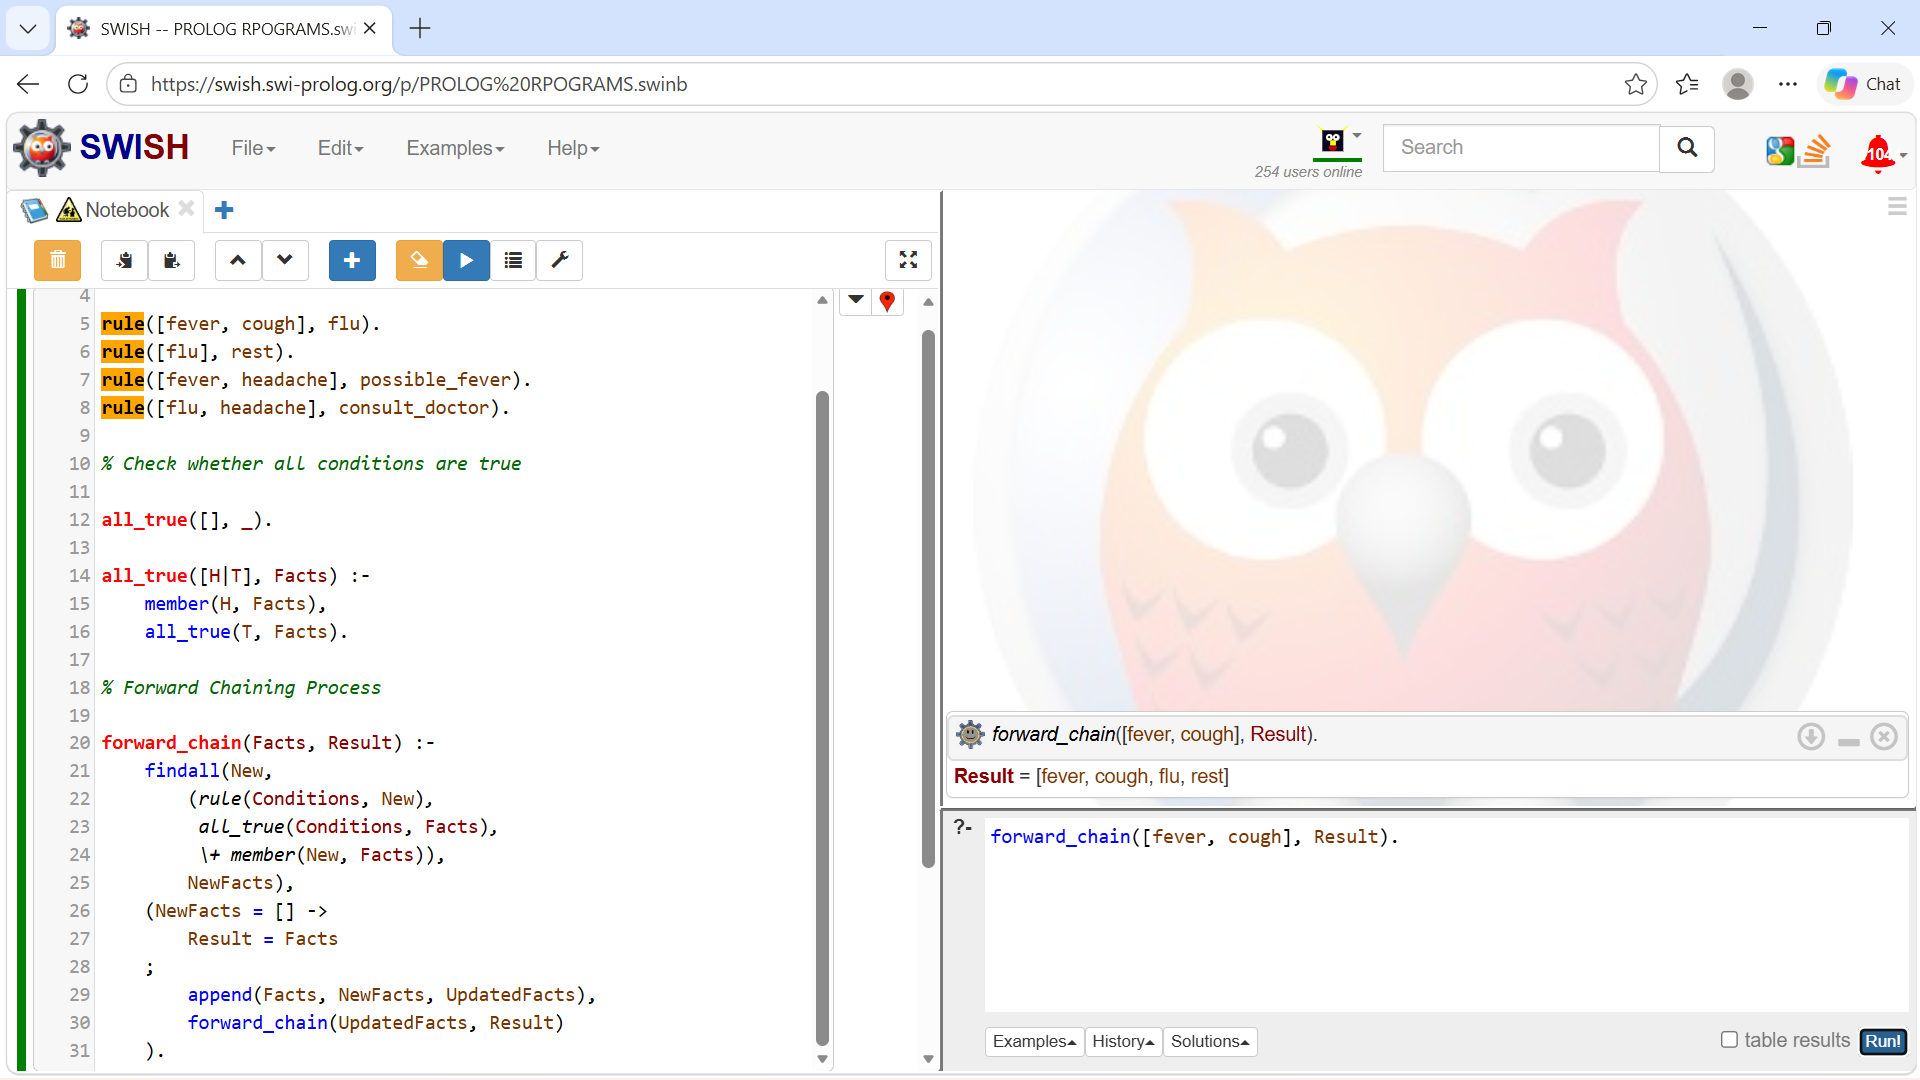 SWISH -- PROLOG RPOGRAMS.swi
https://swish.swi-prolog.org/p/PROLOG%20RPOGRAMS.swinb
Chat
SWISH
File
Edit
Examples
Help
254 users online
Search
104
Notebook
4
5 rule([fever, cough], flu).
6 rule([flu], rest).
7 rule([fever, headache], possible_fever).
8 rule([flu, headache], consult_doctor).
9
10 % Check whether all conditions are true
11
12 all_true([], _).
13
14 all_true([H|T], Facts) :-
15     member(H, Facts),
16     all_true(T, Facts).
17
18 % Forward Chaining Process
19
20 forward_chain(Facts, Result) :-
21     findall(New,
22         (rule(Conditions, New),
23          all_true(Conditions, Facts),
24          \+ member(New, Facts)),
25         NewFacts),
26     (NewFacts = [] ->
27         Result = Facts
28     ;
29         append(Facts, NewFacts, UpdatedFacts),
30         forward_chain(UpdatedFacts, Result)
31     ).
forward_chain([fever, cough], Result).
Result = [fever, cough, flu, rest]
?- forward_chain([fever, cough], Result).
Examples
History
Solutions
table results
Run!